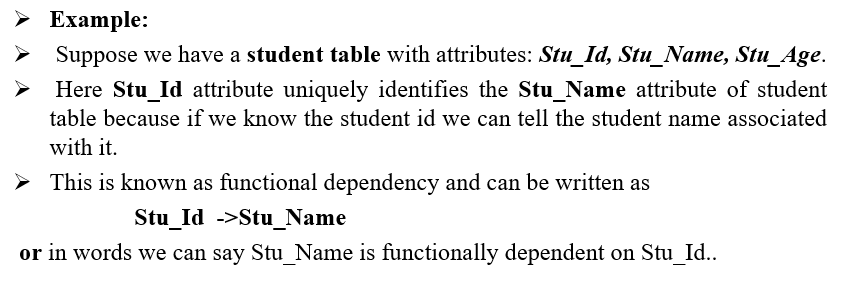 ➢ Example:
➢ Suppose we have a student table with attributes: Stu_Id, Stu_Name, Stu_Age.
➢ Here Stu_Id attribute uniquely identifies the Stu_Name attribute of student
table because if we know the student id we can tell the student name associated
with it.
➢ This is known as functional dependency and can be written as
Stu_Id ->Stu_Name
or in words we can say Stu_Name is functionally dependent on Stu_Id..